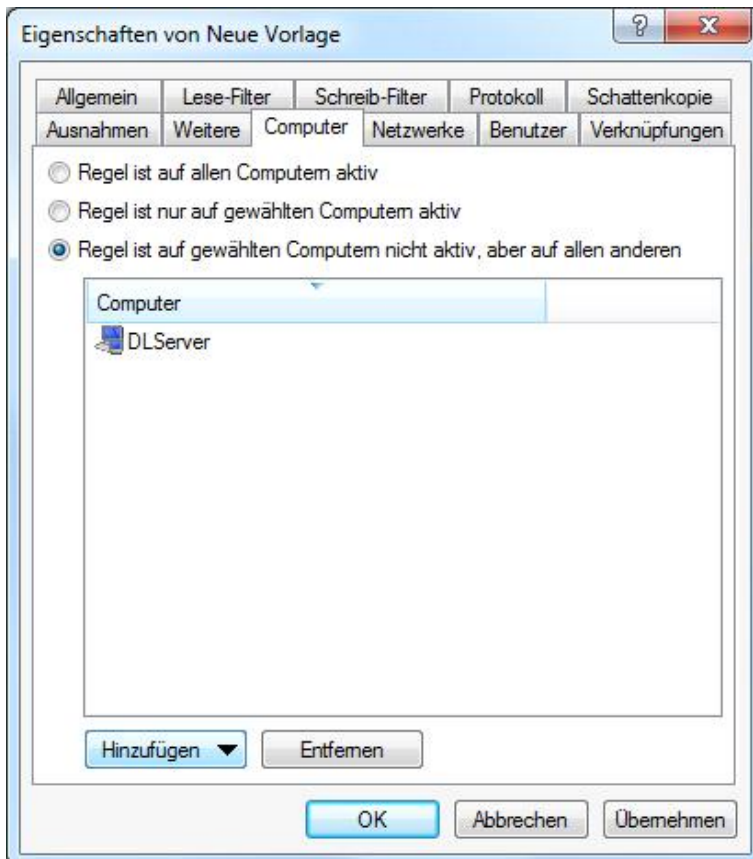 Eigenschaften von Neue Vorlage
Allgemein Lese-Filter Schreib-Filter Protokoll Schattenkopie
Ausnahmen Weitere Computer Netzwerke Benutzer Verknüpfungen
Regel ist auf allen Computern aktiv
Regel ist nur auf gewählten Computern aktiv
Regel ist auf gewählten Computern nicht aktiv, aber auf allen anderen
Computer
DLServer
Hinzufügen Entfernen
OK Abbrechen Übernehmen